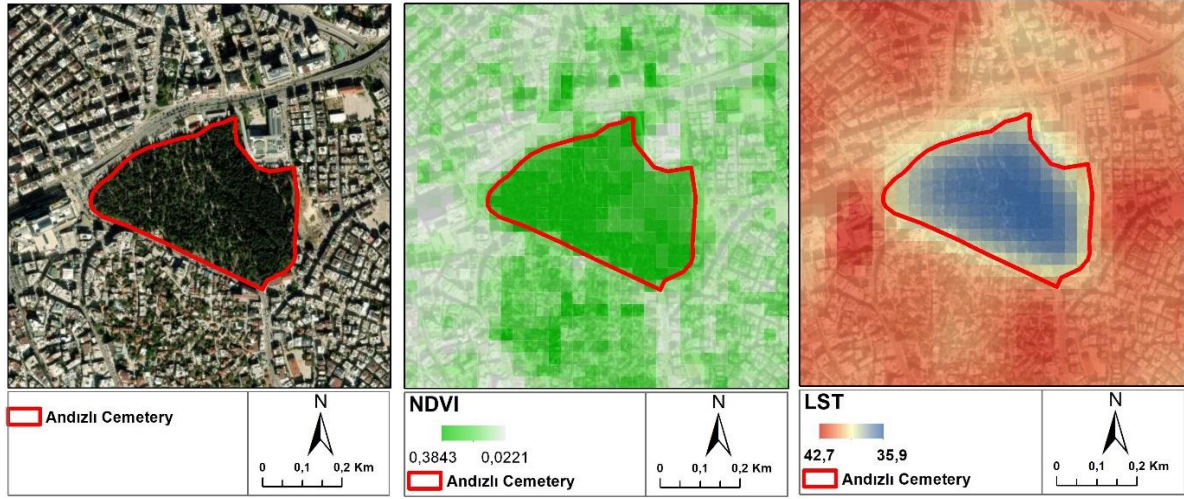 Andızlı Cemetery
N
0 0,1 0,2 Km
NDVI
0,3843 0,0221
Andızlı Cemetery
N
0 0,1 0,2 Km
LST
42,7 35,9
Andızlı Cemetery
N
0 0,1 0,2 Km